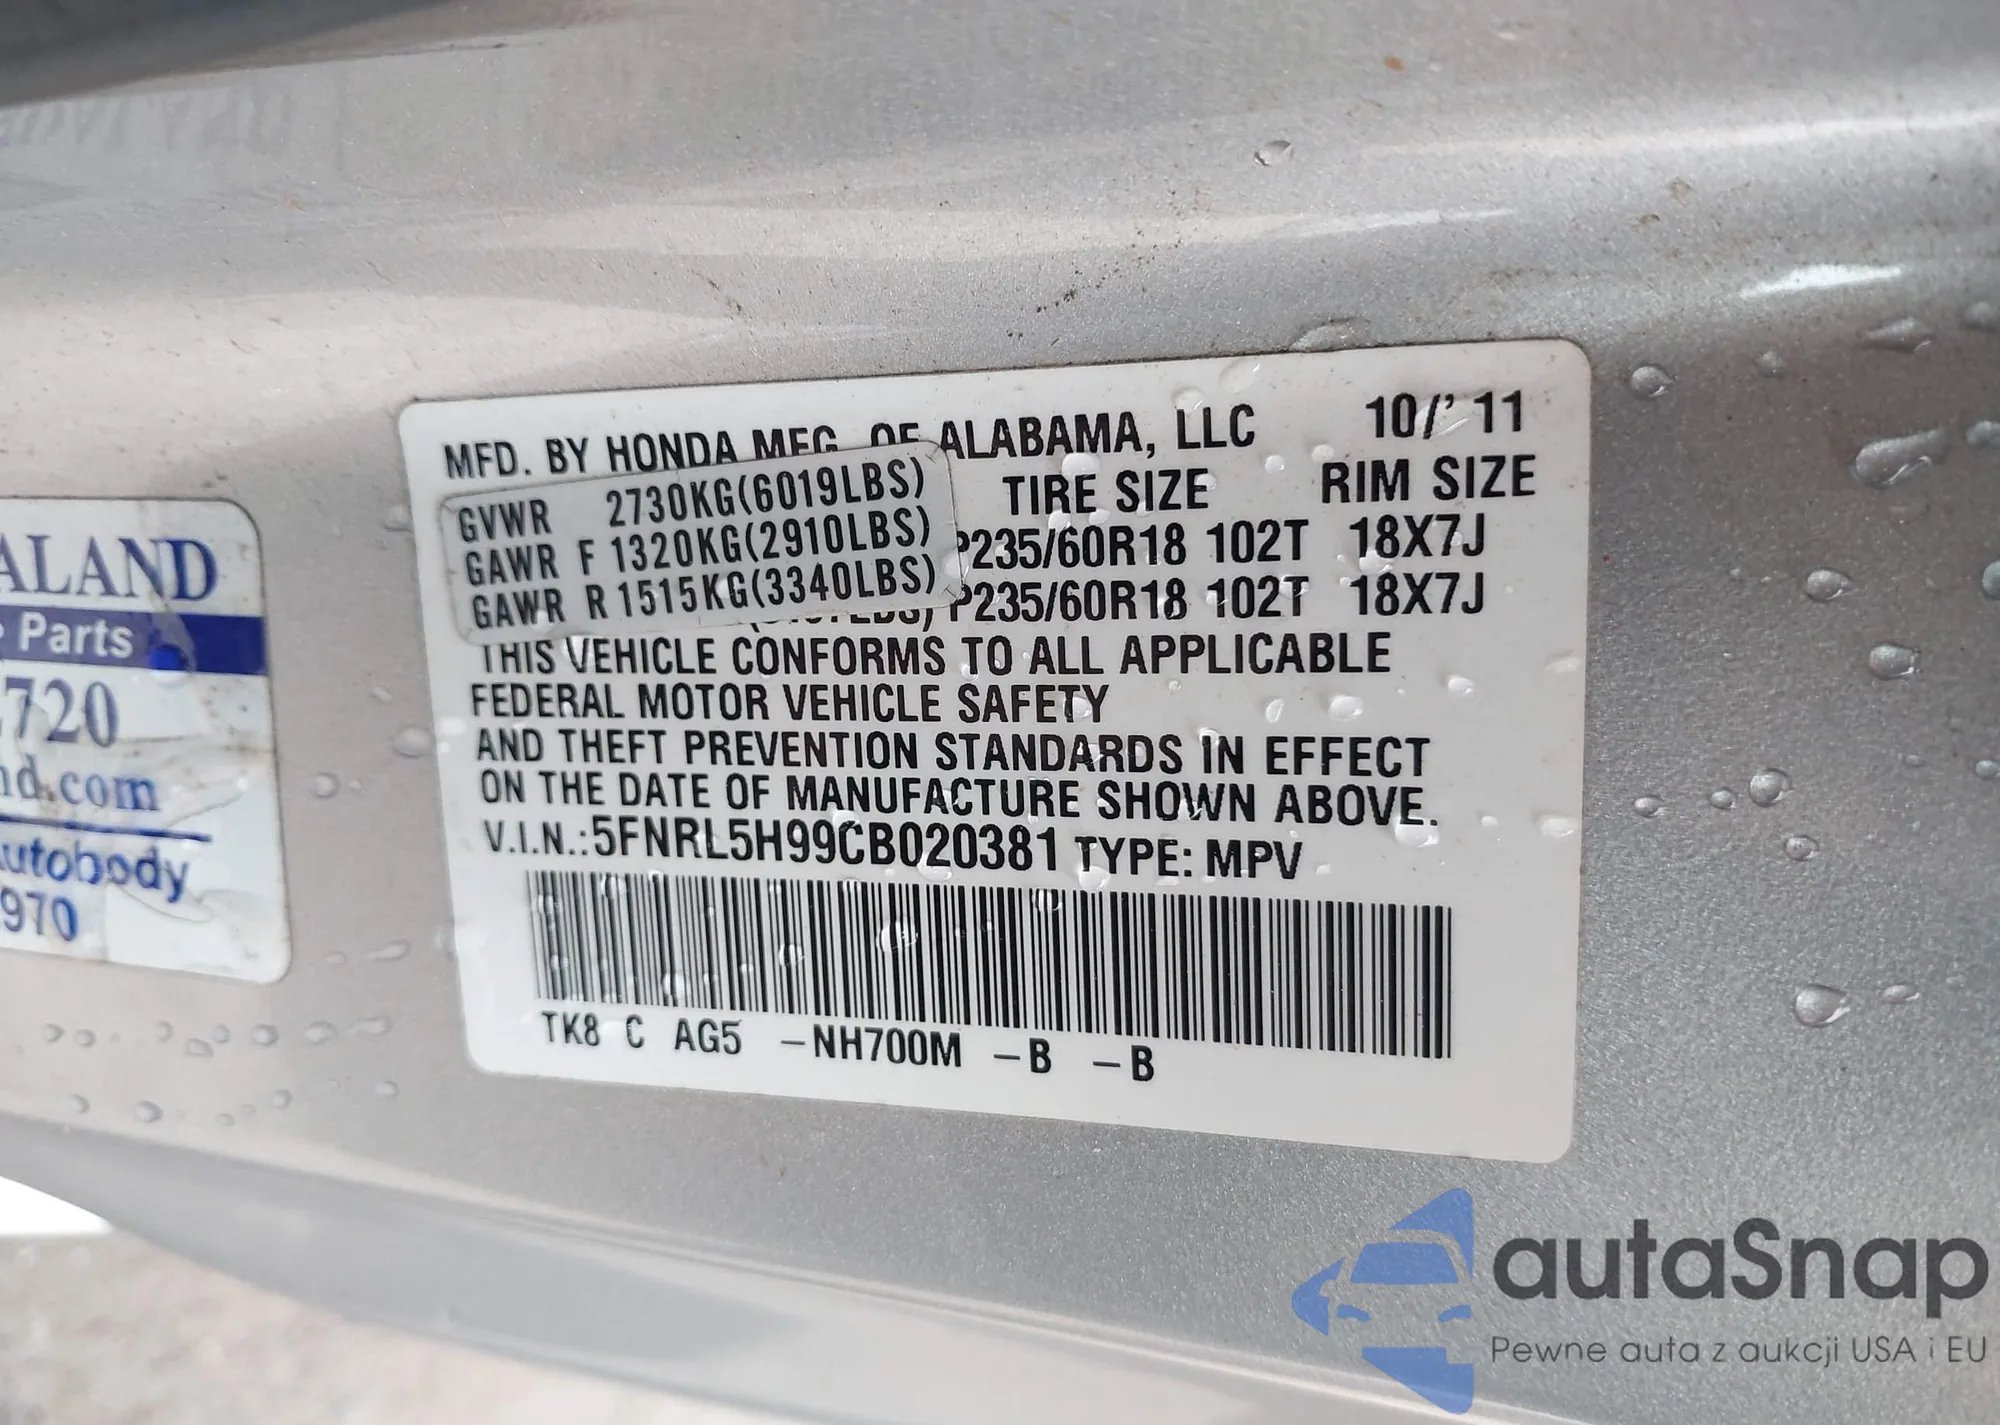 MFD. BY HONDA MFG. OF ALABAMA, LLC 10/'11
TIRE SIZE RIM SIZE
GVWR 2730KG(6019LBS)
GAWR F 1320KG(2910LBS) P235/60R18 102T 18X7J
GAWR R 1515KG(3340LBS) P235/60R18 102T 18X7J
THIS VEHICLE CONFORMS TO ALL APPLICABLE
FEDERAL MOTOR VEHICLE SAFETY
AND THEFT PREVENTION STANDARDS IN EFFECT
ON THE DATE OF MANUFACTURE SHOWN ABOVE.
V.I.N.:5FNRL5H99CB020381 TYPE: MPV
TK8 C AG5 -NH700M -B -B
ALAND
Parts
720
nd.com
utobody
970
autaSnap
Pewne auta z aukcji USA i EU